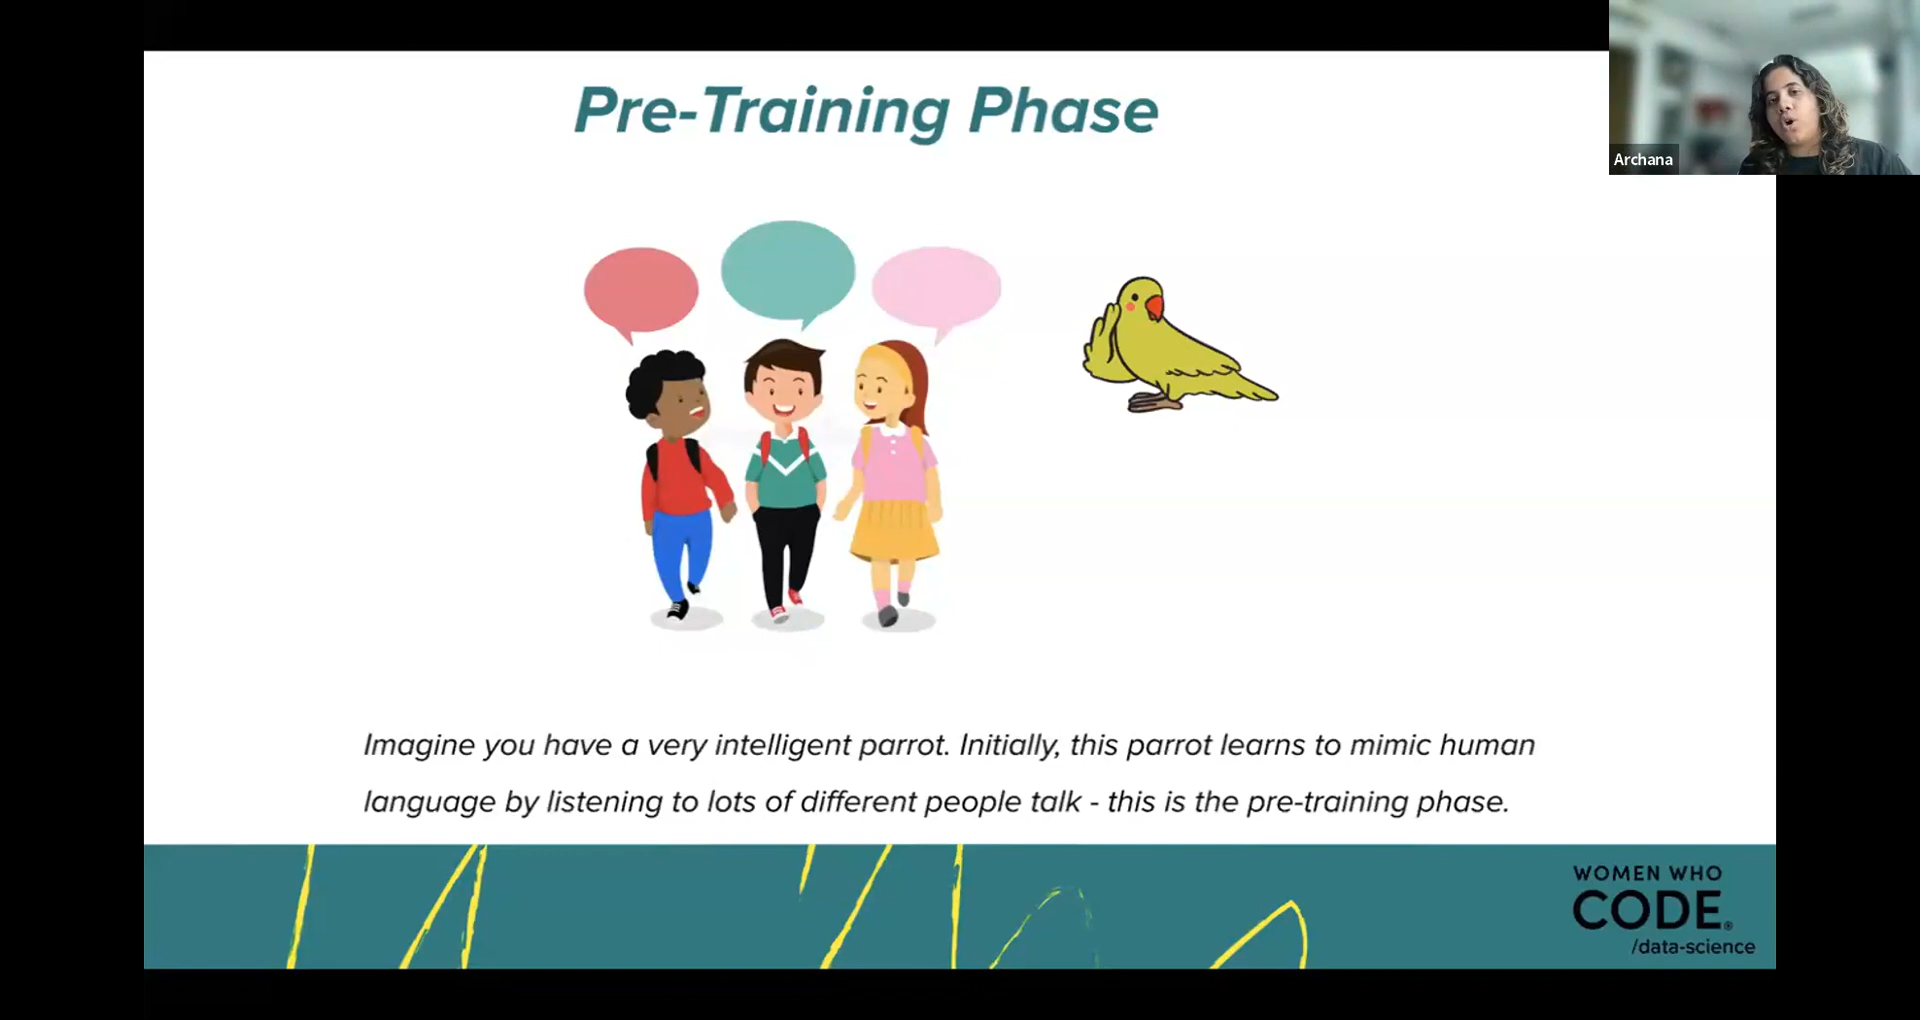 Pre-Training Phase
Archana
Imagine you have a very intelligent parrot. Initially, this parrot learns to mimic human
language by listening to lots of different people talk - this is the pre-training phase.
WOMEN WHO
CODE®
/data-science